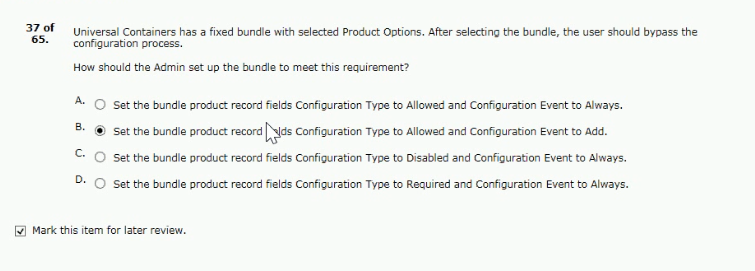 37 of 65.
Universal Containers has a fixed bundle with selected Product Options. After selecting the bundle, the user should bypass the
configuration process.
How should the Admin set up the bundle to meet this requirement?
A. Set the bundle product record fields Configuration Type to Allowed and Configuration Event to Always.
B. Set the bundle product record lds Configuration Type to Allowed and Configuration Event to Add.
C. Set the bundle product record fields Configuration Type to Disabled and Configuration Event to Always.
D. Set the bundle product record fields Configuration Type to Required and Configuration Event to Always.
Mark this item for later review.